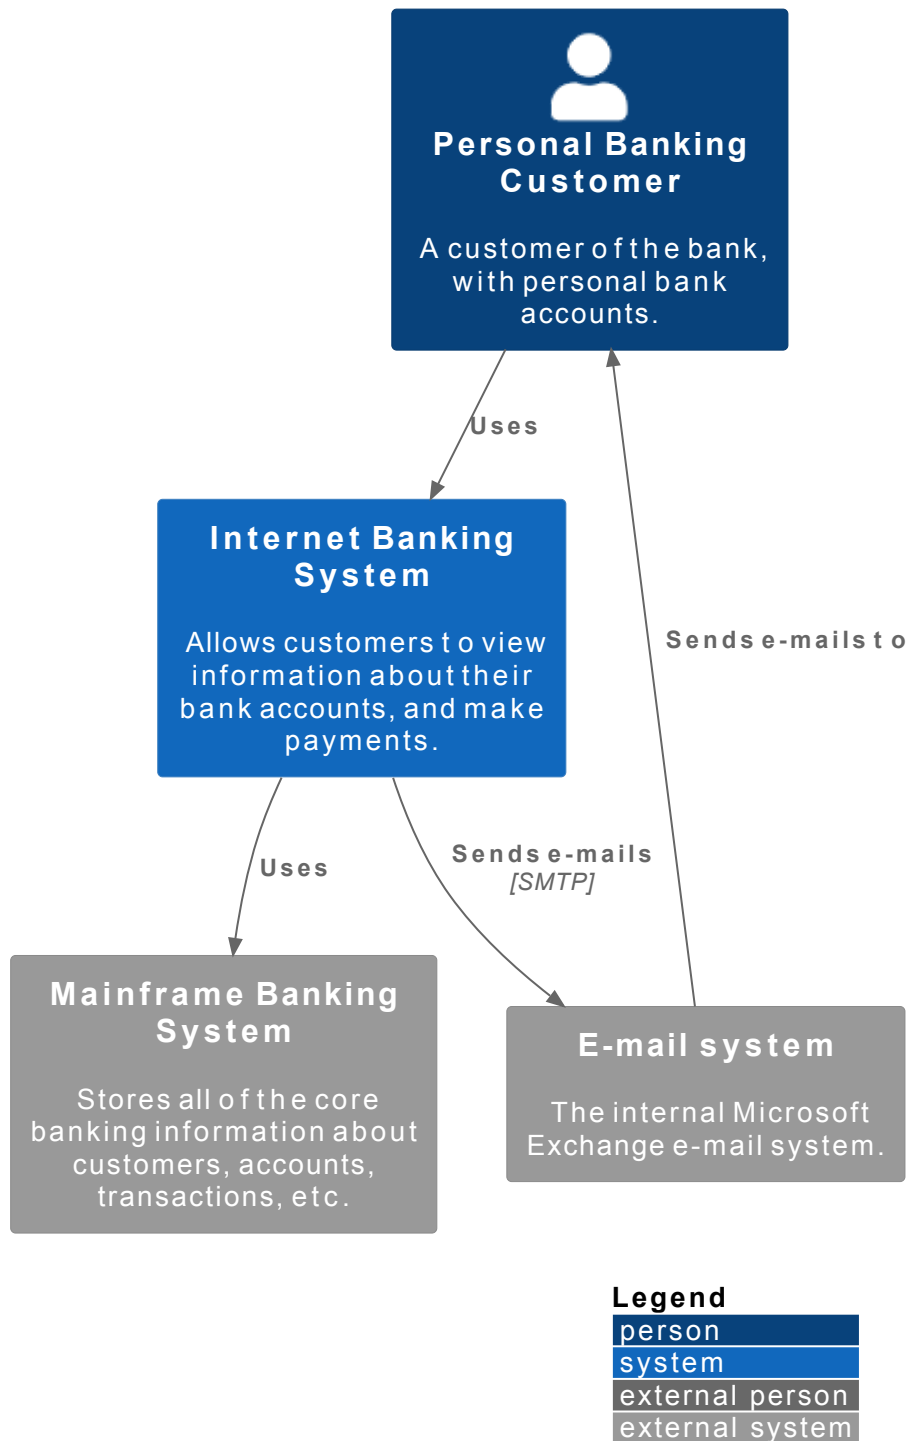 Personal Banking
Customer
A customer of the bank,
with personal bank
accounts.
Uses
Internet Banking
System
Allows customers to view
information about their
bank accounts, and make
payments.
Sends e-mails to
Uses
Sends e-mails
[SMTP]
Mainframe Banking
System
Stores all of the core
banking information about
customers, accounts,
transactions, etc.
E-mail system
The internal Microsoft
Exchange e-mail system.
Legend
person
system
external person
external system